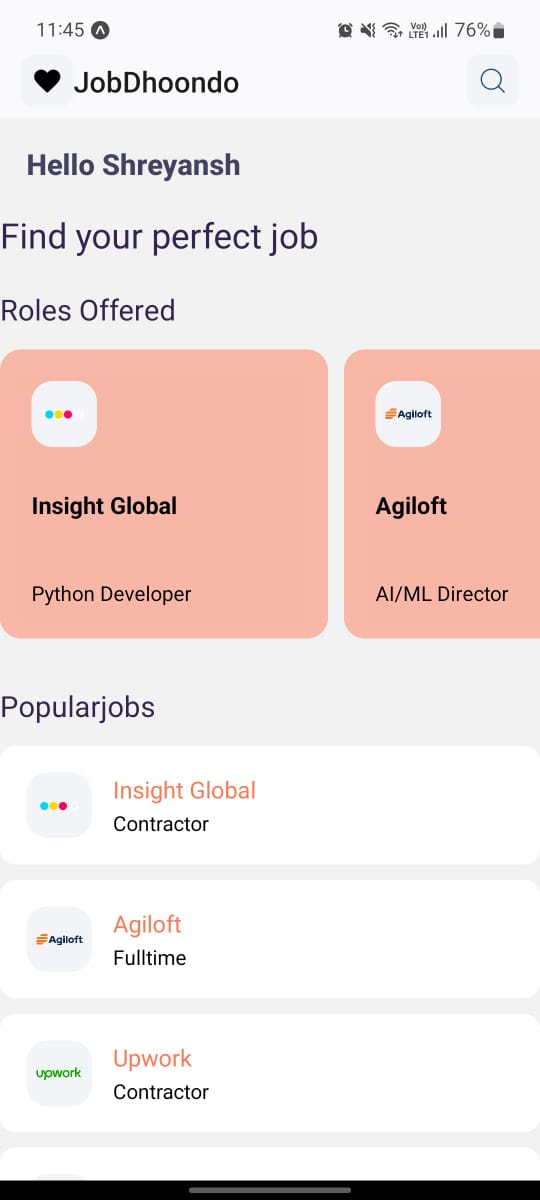 11:45
Vo)) LTE1 76%
JobDhoondo
Hello Shreyansh
Find your perfect job
Roles Offered
Agiloft
Insight Global
Agiloft
Python Developer
AI/ML Director
Popularjobs
Insight Global
Contractor
Agiloft
Agiloft
Fulltime
upwork
Upwork
Contractor